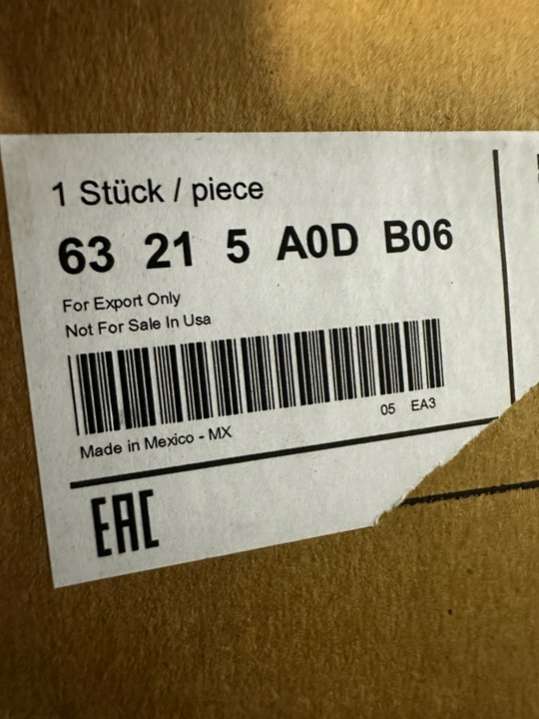 1 Stück / piece
63 21 5 A0D B06
For Export Only
Not For Sale In Usa
05 EA3
Made in Mexico - MX
EAC